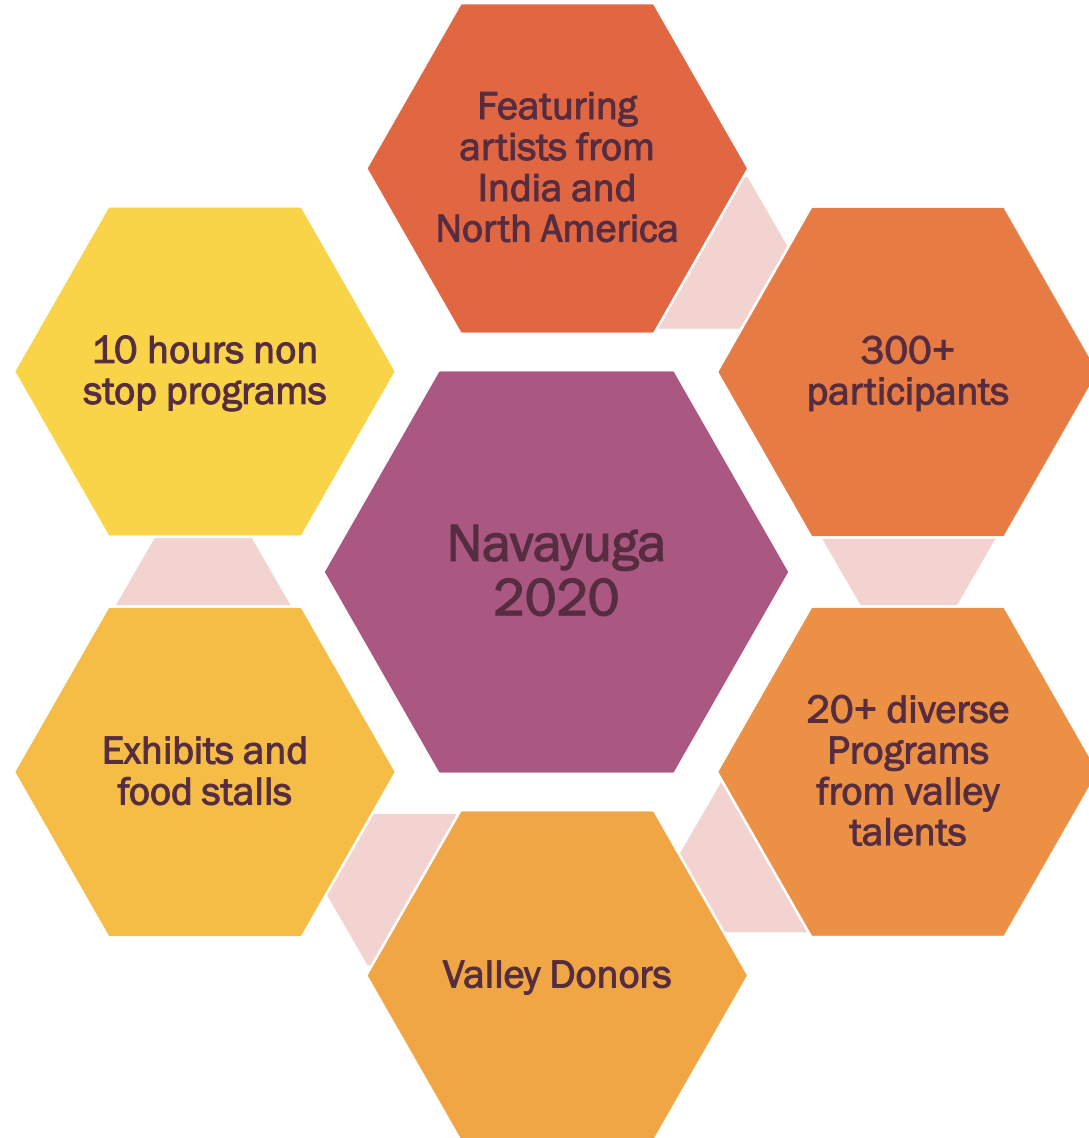 Featuring
artists from
India and
North America
300+
participants
20+ diverse
Programs
from valley
talents
Valley Donors
Exhibits and
food stalls
10 hours non
stop programs
Navayuga
2020